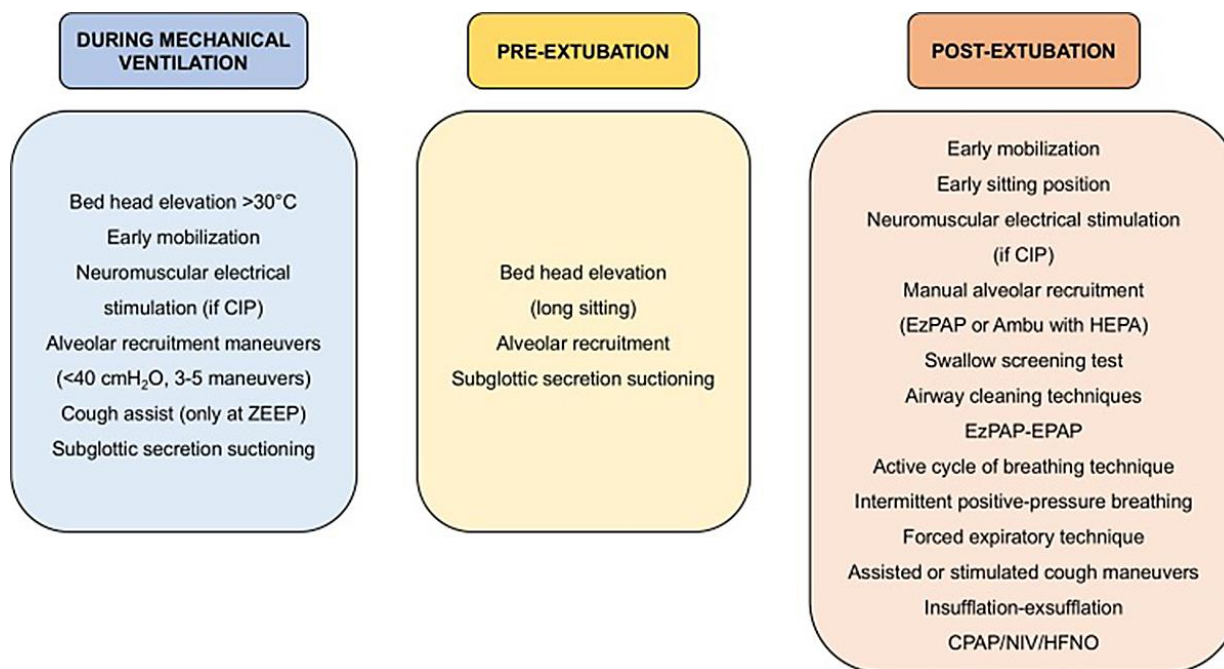 DURING MECHANICAL
VENTILATION
Bed head elevation >30°C
Early mobilization
Neuromuscular electrical
stimulation (if CIP)
Alveolar recruitment maneuvers
(<40 cmH₂O, 3-5 maneuvers)
Cough assist (only at ZEEP)
Subglottic secretion suctioning
PRE-EXTUBATION
Bed head elevation
(long sitting)
Alveolar recruitment
Subglottic secretion suctioning
POST-EXTUBATION
Early mobilization
Early sitting position
Neuromuscular electrical stimulation
(if CIP)
Manual alveolar recruitment
(EzPAP or Ambu with HEPA)
Swallow screening test
Airway cleaning techniques
EzPAP-EPAP
Active cycle of breathing technique
Intermittent positive-pressure breathing
Forced expiratory technique
Assisted or stimulated cough maneuvers
Insufflation-exsufflation
CPAP/NIV/HFNO